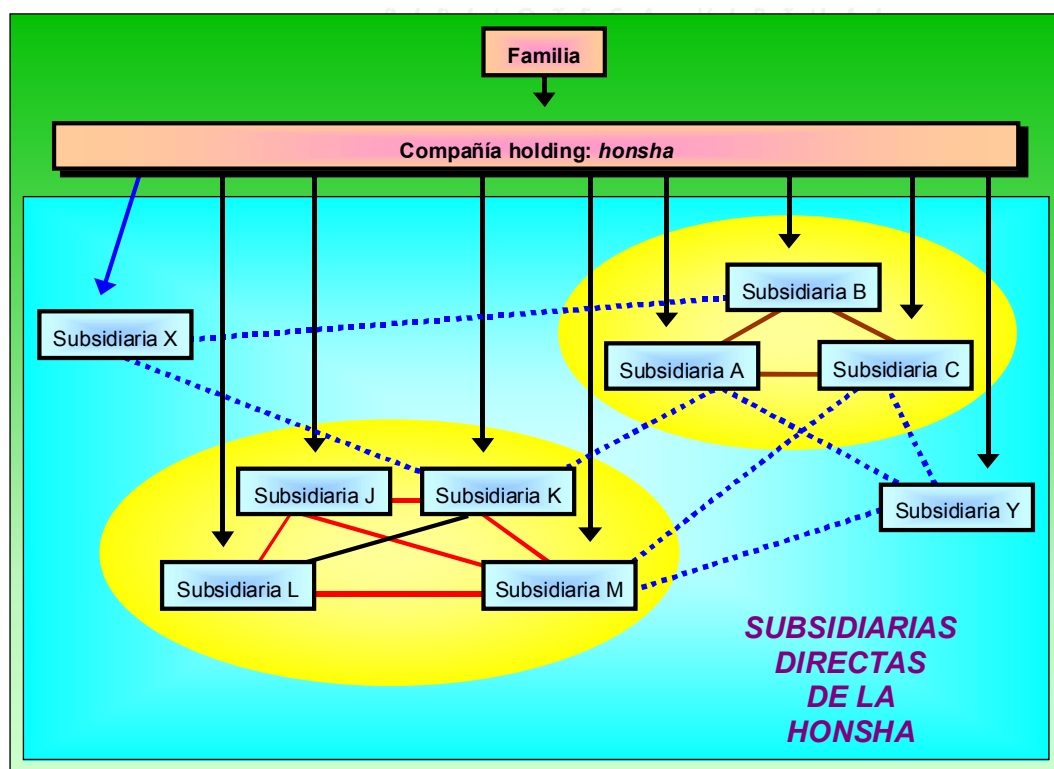 Familia
Compañía holding: honsha
Subsidiaria B
Subsidiaria X
Subsidiaria A
Subsidiaria C
Subsidiaria J
Subsidiaria K
Subsidiaria Y
Subsidiaria L
Subsidiaria M
SUBSIDIARIAS
DIRECTAS
DE LA
HONSHA